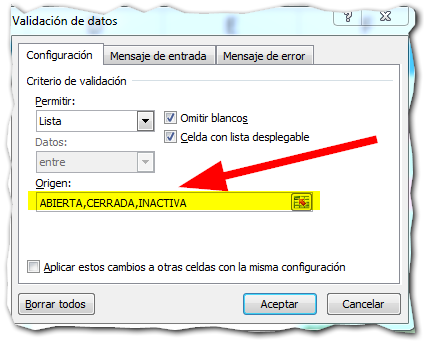 Validación de datos
Configuración Mensaje de entrada Mensaje de error
Criterio de validación
Permitir:
Lista
Omitir blancos
Celda con lista desplegable
Datos:
entre
Origen:
ABIERTA,CERRADA,INACTIVA
Aplicar estos cambios a otras celdas con la misma configuración
Borrar todos Aceptar Cancelar